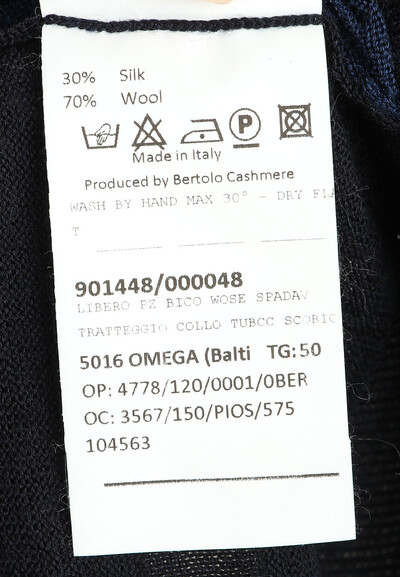 30% Silk
70% Wool
P
Made in Italy
Produced by Bertolo Cashmere
WASH BY HAND MAX 30° - DRY FLA
T
901448/000048
LIBERO PZ BICO WOSE SPADAV
TRATTEGGIO COLLO TUBCC SCOBIC
5016 OMEGA (Balti TG: 50
OP: 4778/120/0001/0BER
OC: 3567/150/PIOS/575
104563